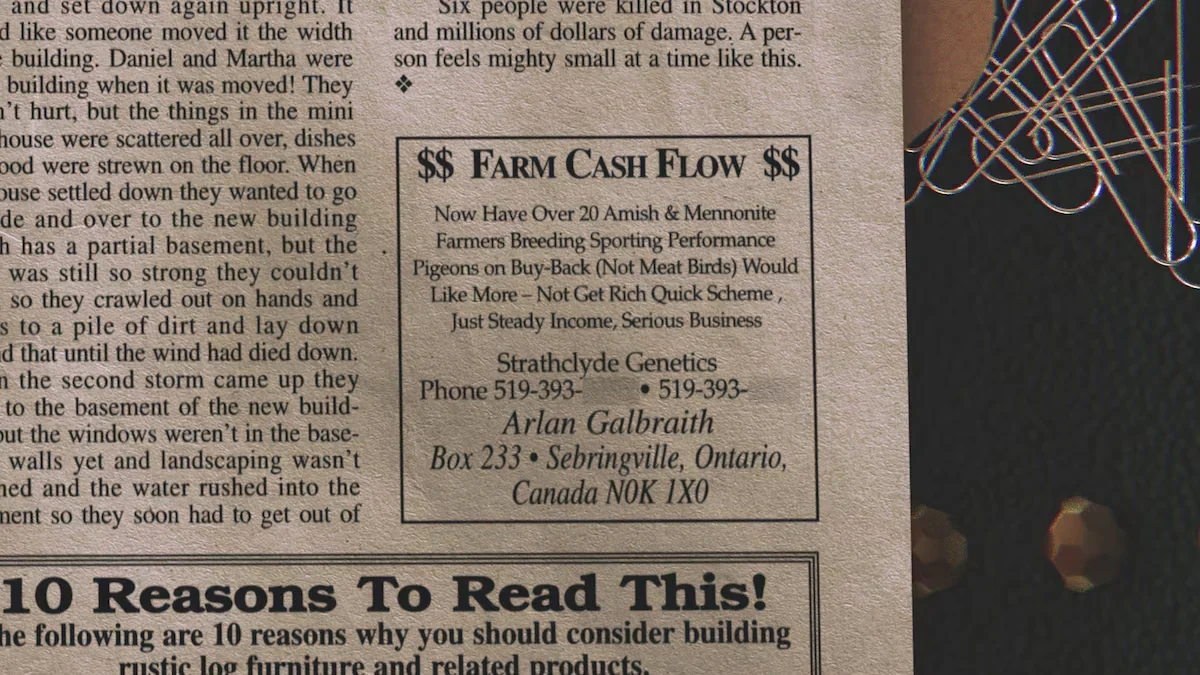 and set down again upright. It
like someone moved it the width
building. Daniel and Martha were
building when it was moved! They
hurt, but the things in the mini
house were scattered all over, dishes
were strewn on the floor. When
settled down they wanted to go
and over to the new building
has a partial basement, but the
was still so strong they couldn't
so they crawled out on hands and
to a pile of dirt and lay down
that until the wind had died down.
the second storm came up they
to the basement of the new build-
but the windows weren't in the base-
walls yet and landscaping wasn't
and the water rushed into the
so they soon had to get out of
Six people were killed in Stockton
and millions of dollars of damage. A per-
son feels mighty small at a time like this.
❖
$$ FARM CASH FLOW $$
Now Have Over 20 Amish & Mennonite
Farmers Breeding Sporting Performance
Pigeons on Buy-Back (Not Meat Birds) Would
Like More – Not Get Rich Quick Scheme ,
Just Steady Income, Serious Business
Strathclyde Genetics
Phone 519-393- • 519-393-
Arlan Galbraith
Box 233 • Sebringville, Ontario,
Canada N0K 1X0
10 Reasons To Read This!
following are 10 reasons why you should consider building
rustic log furniture and related products.